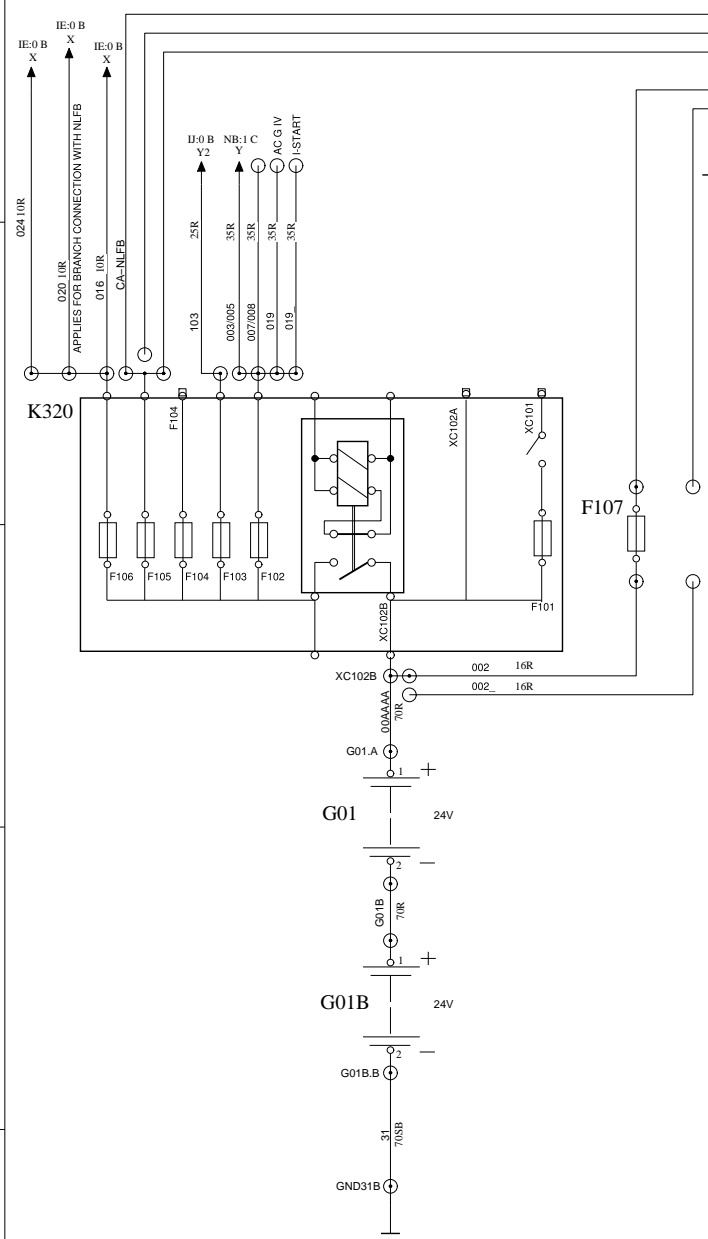 IE:0 B
X
IE:0 B
X
IE:0 B
X
024 10R
020 10R
APPLIES FOR BRANCH CONNECTION WITH NLFB
016 10R
CA-NLFB
IJ:0 B
Y2
NB:1 C
Y
AC G IV
I-START
25R
35R
35R
35R
35R
103
003/005
007/008
019
019_
K320
F104
XC102A
XC101
F107
F106
F105
F104
F103
F102
XC102B
F101
XC102B
002 16R
002_ 16R
00AAAA
70R
G01.A
1
+
G01
24V
2
–
G01B
70R
1
+
G01B
24V
2
–
G01B.B
31
70SB
GND31B